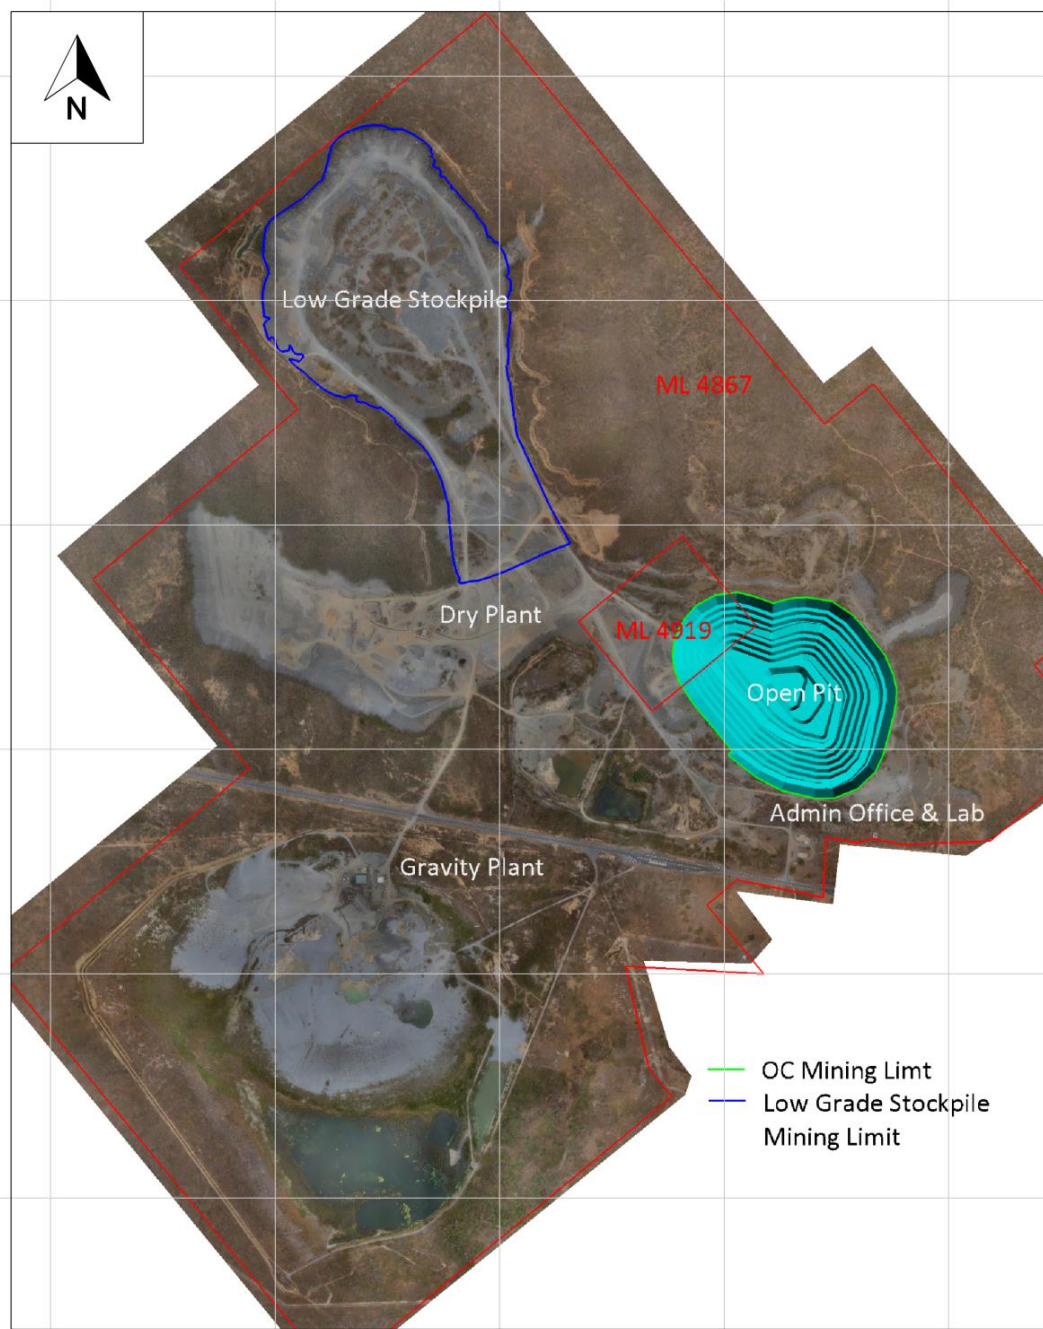 N
Low Grade Stockpile
ML 4867
Dry Plant
ML 4919
Open Pit
Admin Office & Lab
Gravity Plant
OC Mining Limt
Low Grade Stockpile
Mining Limit